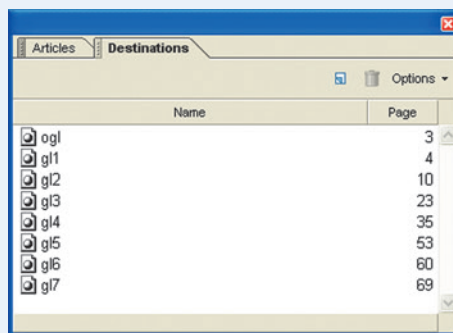 Articles Destinations
Options
Name Page
ogl 3
gl1 4
gl2 10
gl3 23
gl4 35
gl5 53
gl6 60
gl7 69